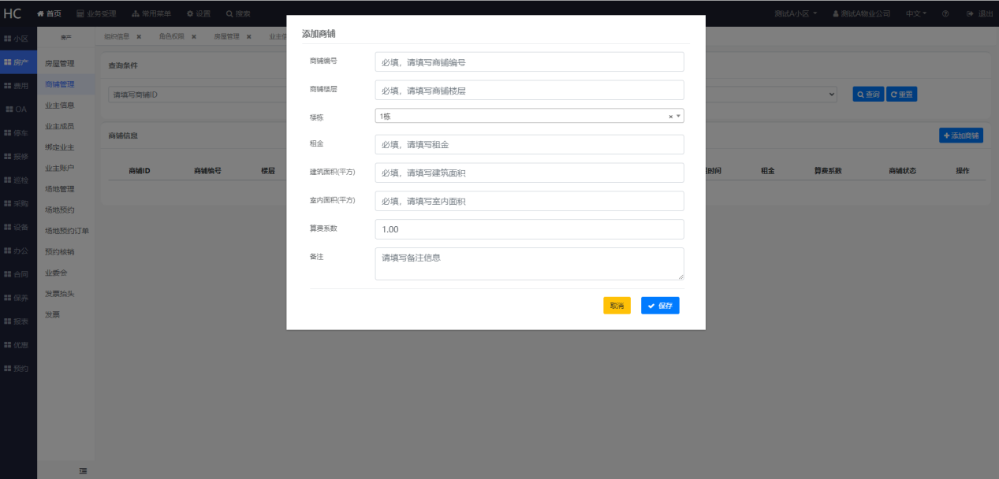 HC 首页 业务受理 常用菜单 设置 搜索 测试A小区 测试A物业公司 中文 退出
小区
房产
费用
OA
停车
报修
巡检
采购
设备
办公
合同
保养
报表
优惠
预约
房产
房屋管理
商铺管理
业主信息
业主成员
绑定业主
业主账户
场地管理
场地预约
场地预约订单
预约核销
业委会
发票抬头
发票
组织信息 角色权限 房屋管理 业主信
查询条件
请填写商铺ID
查询 重置
商铺信息
添加商铺
商铺ID 商铺编号 楼层 时间 租金 算费系数 商铺状态 操作
添加商铺
商铺编号 必填，请填写商铺编号
商铺楼层 必填，请填写商铺楼层
楼栋 1栋
租金 必填，请填写租金
建筑面积(平方) 必填，请填写建筑面积
室内面积(平方) 必填，请填写室内面积
算费系数 1.00
备注 请填写备注信息
取消 保存